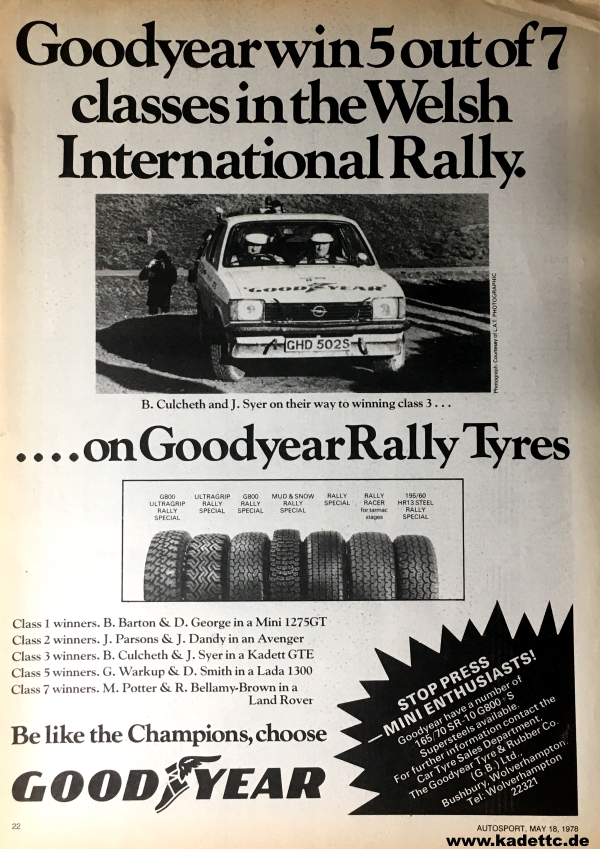 Goodyear win 5 out of 7
classes in the Welsh
International Rally.
GOODYEAR
GHD 502S
Photograph: Courtesy of L.A.T. PHOTOGRAPHIC
B. Culcheth and J. Syer on their way to winning class 3 . . .
. . . . on Goodyear Rally Tyres
G800
ULTRAGRIP
RALLY
SPECIAL
ULTRAGRIP
RALLY
SPECIAL
G800
RALLY
SPECIAL
MUD & SNOW
RALLY
SPECIAL
RALLY
SPECIAL
RALLY
RACER
for tarmac
stages
195/60
HR13 STEEL
RALLY
SPECIAL
Class 1 winners. B. Barton & D. George in a Mini 1275GT
Class 2 winners. J. Parsons & J. Dandy in an Avenger
Class 3 winners. B. Culcheth & J. Syer in a Kadett GTE
Class 5 winners. G. Warkup & D. Smith in a Lada 1300
Class 7 winners. M. Potter & R. Bellamy-Brown in a
Land Rover
Be like the Champions, choose
GOODYEAR
STOP PRESS
—MINI ENTHUSIASTS!
Goodyear have a number of
165/70 SR-10 G800 - S
Supersteels available.
For further information contact the
Car Tyre Sales Department,
The Goodyear Tyre & Rubber Co.
(G.B.) Ltd.,
Bushbury, Wolverhampton.
Tel: Wolverhampton
22321
22
AUTOSPORT, MAY 18, 1978
www.kadettc.de